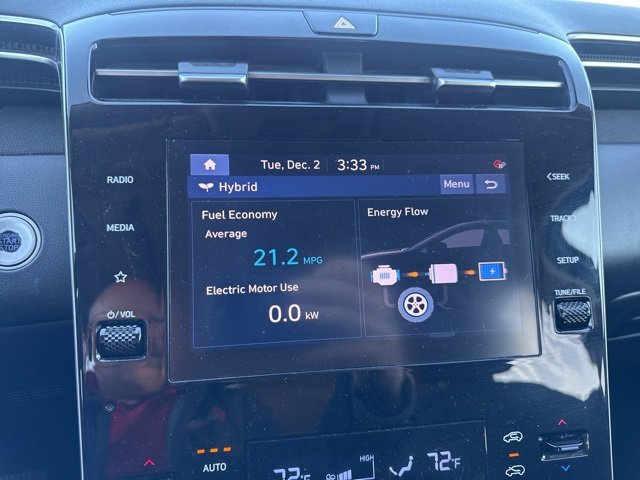 Tue, Dec. 2 3:33 PM
Hybrid Menu
RADIO
MEDIA
VOL
Fuel Economy
Average
21.2 MPG
Electric Motor Use
0.0 kW
Energy Flow
SEEK
TRACK
SETUP
TUNE/FILE
START
STOP
AUTO
72°F
HIGH
72°F